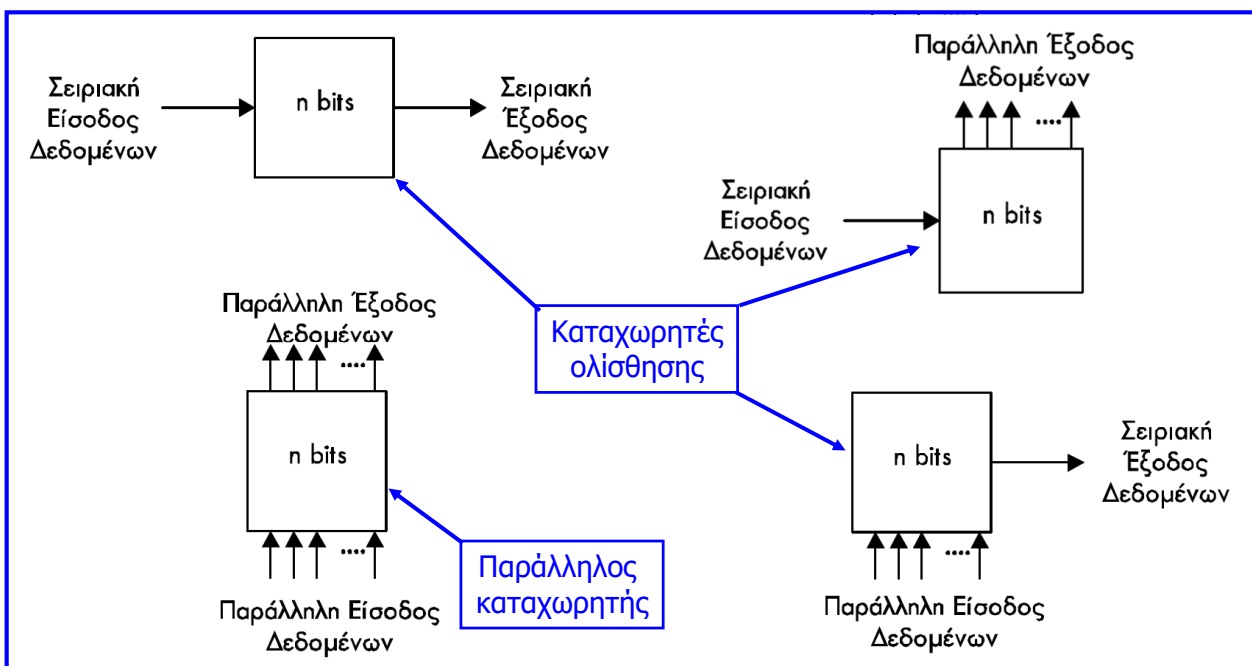 Σειριακή
Είσοδος
Δεδομένων
n bits
Σειριακή
Έξοδος
Δεδομένων
Παράλληλη Έξοδος
Δεδομένων
....
Σειριακή
Είσοδος
Δεδομένων
n bits
Καταχωρητές
ολίσθησης
Παράλληλη Έξοδος
Δεδομένων
....
n bits
....
Παράλληλη Είσοδος
Δεδομένων
Παράλληλος
καταχωρητής
n bits
Σειριακή
Έξοδος
Δεδομένων
....
Παράλληλη Είσοδος
Δεδομένων